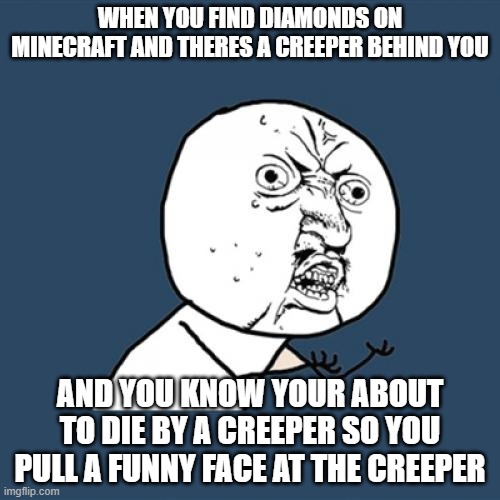 WHEN YOU FIND DIAMONDS ON
MINECRAFT AND THERES A CREEPER BEHIND YOU
AND YOU KNOW YOUR ABOUT
TO DIE BY A CREEPER SO YOU
PULL A FUNNY FACE AT THE CREEPER
imgflip.com